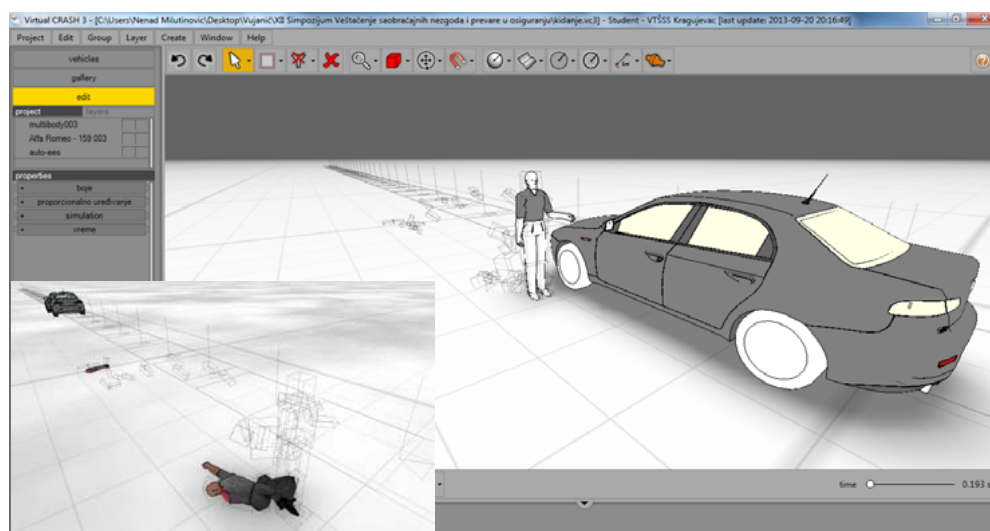 Virtual CRASH 3 - [C:\Users\Nenad Milutinovic\Desktop\Vujanić\XII Simpozijum Veštačenje saobraćajnih nezgoda i prevare u osiguranju\kidanje.vc3] - Student - VTŠSS Kragujevac [last update: 2013-09-20 20:16:49]
Project Edit Group Layer Create Window Help
vehicles
gallery
edit
project layers
multibody003
Alfa Romeo - 159 003
auto-ees
properties
+ boje
+ proporcionalno uređivanje
+ simulation
+ vreme
time 0.193 s